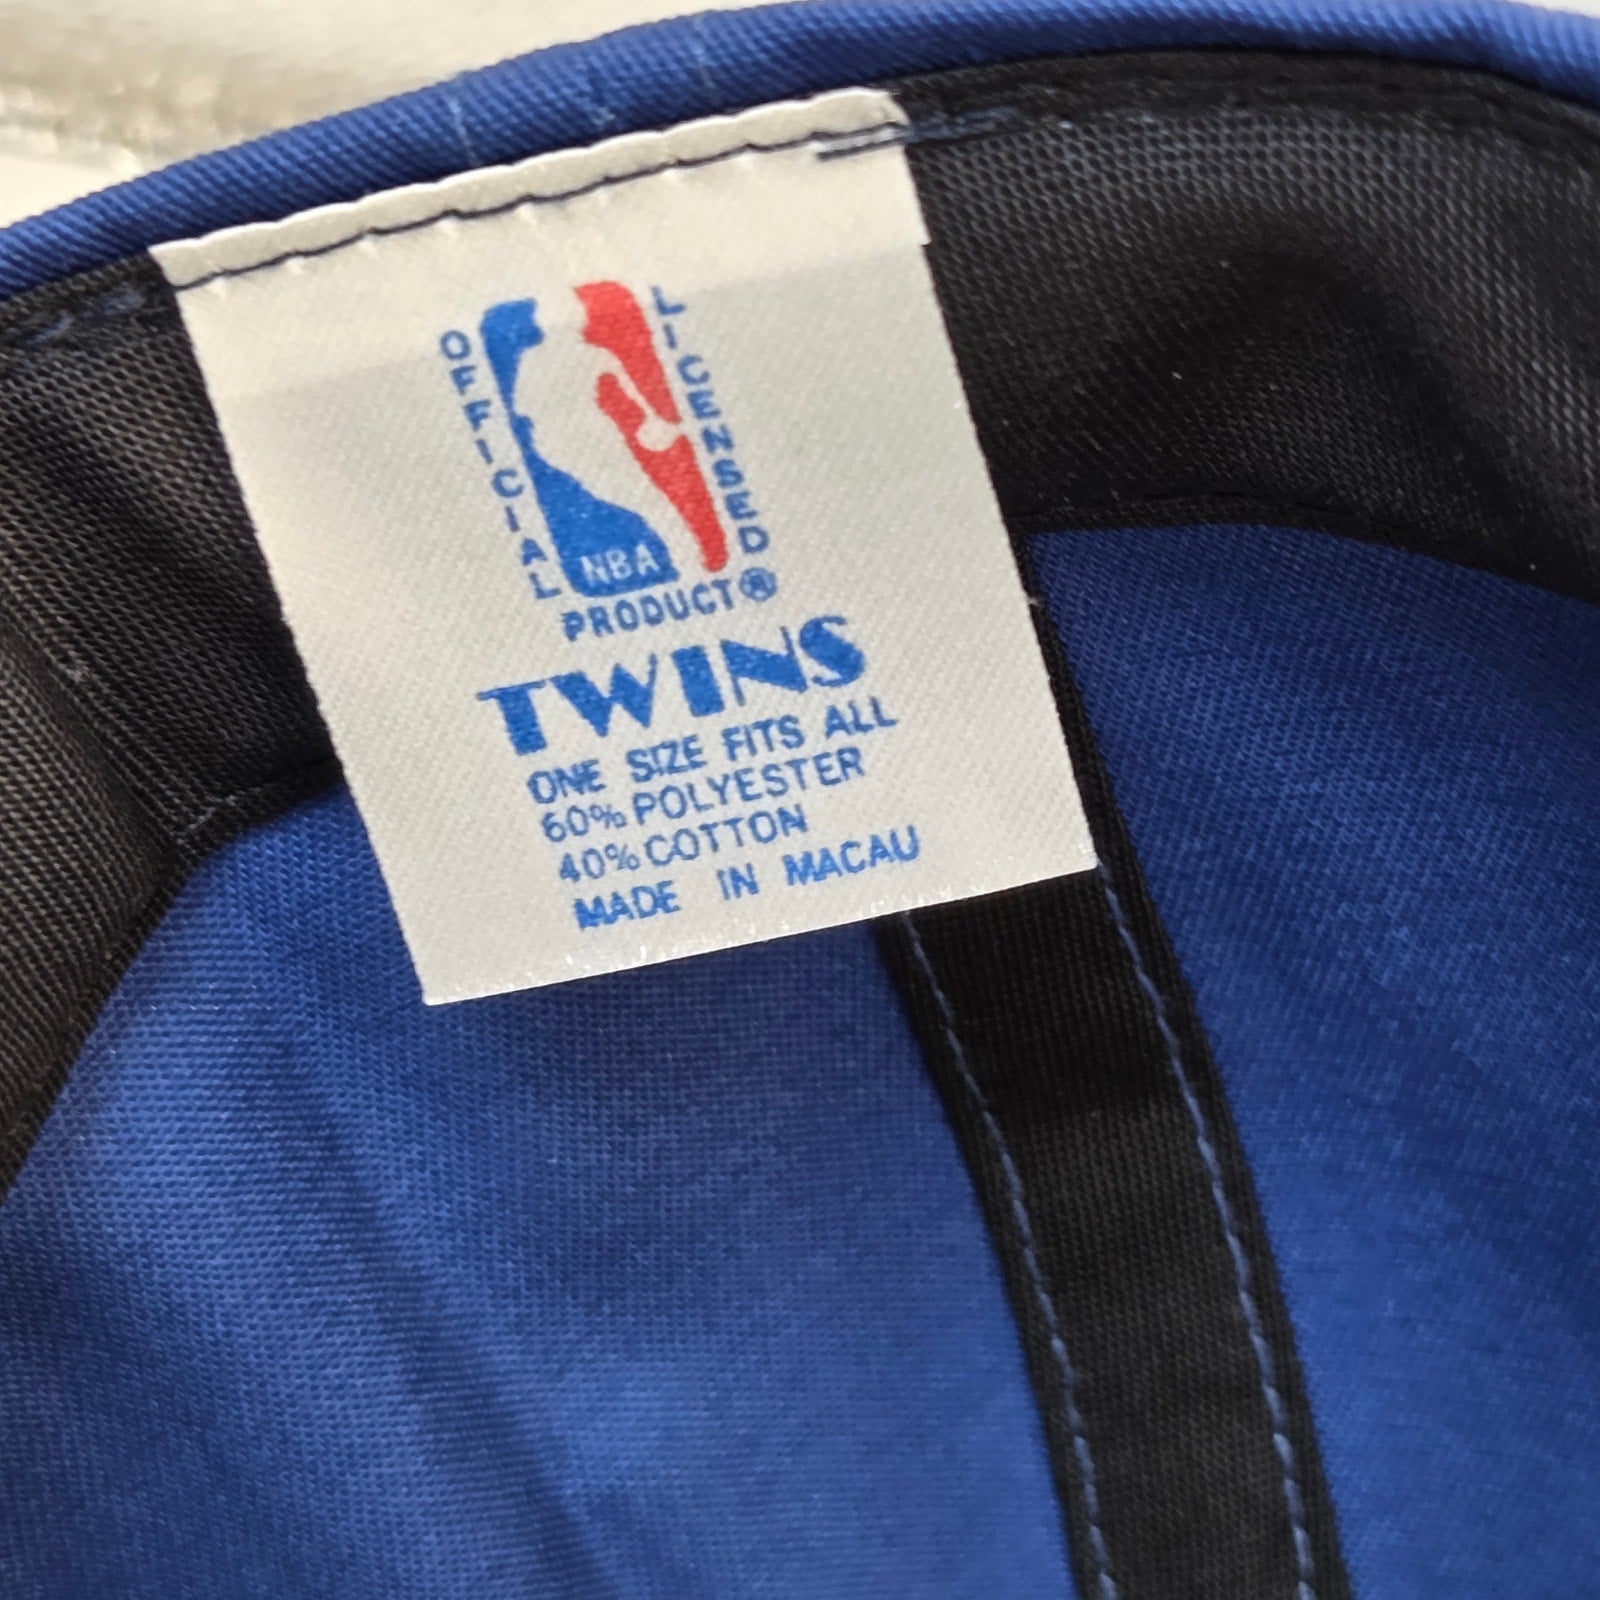 OFFICIAL
LICENSED
NBA
PRODUCT®
TWINS
ONE SIZE FITS ALL
60% POLYESTER
40% COTTON
MADE IN MACAU